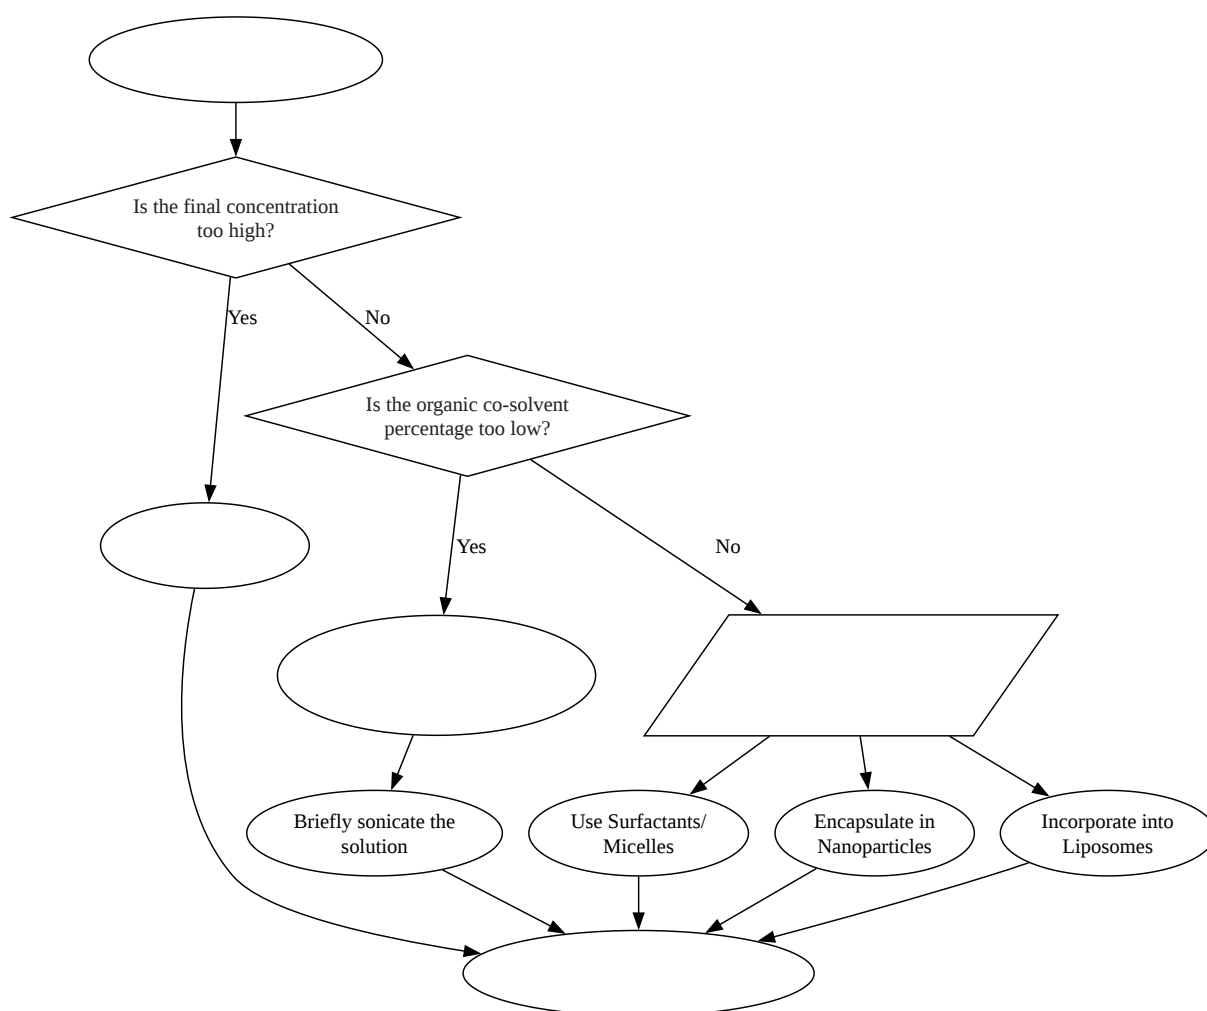 Is the final concentration
too high?
Yes
No
Is the organic co-solvent
percentage too low?
Yes
No
Briefly sonicate the
solution
Use Surfactants/
Micelles
Encapsulate in
Nanoparticles
Incorporate into
Liposomes